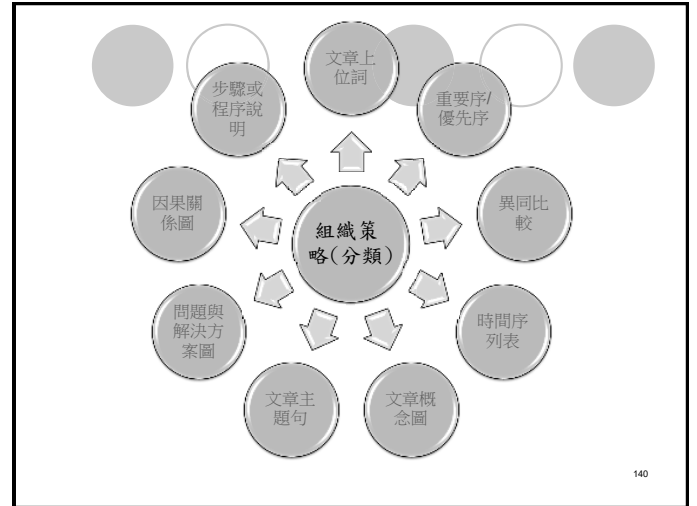 文章上
位詞
重要序/
優先序
異同比
較
時間序
列表
文章概
念圖
文章主
題句
問題與
解決方
案圖
因果關
係圖
步驟或
程序說
明
組織策
略(分類)
140